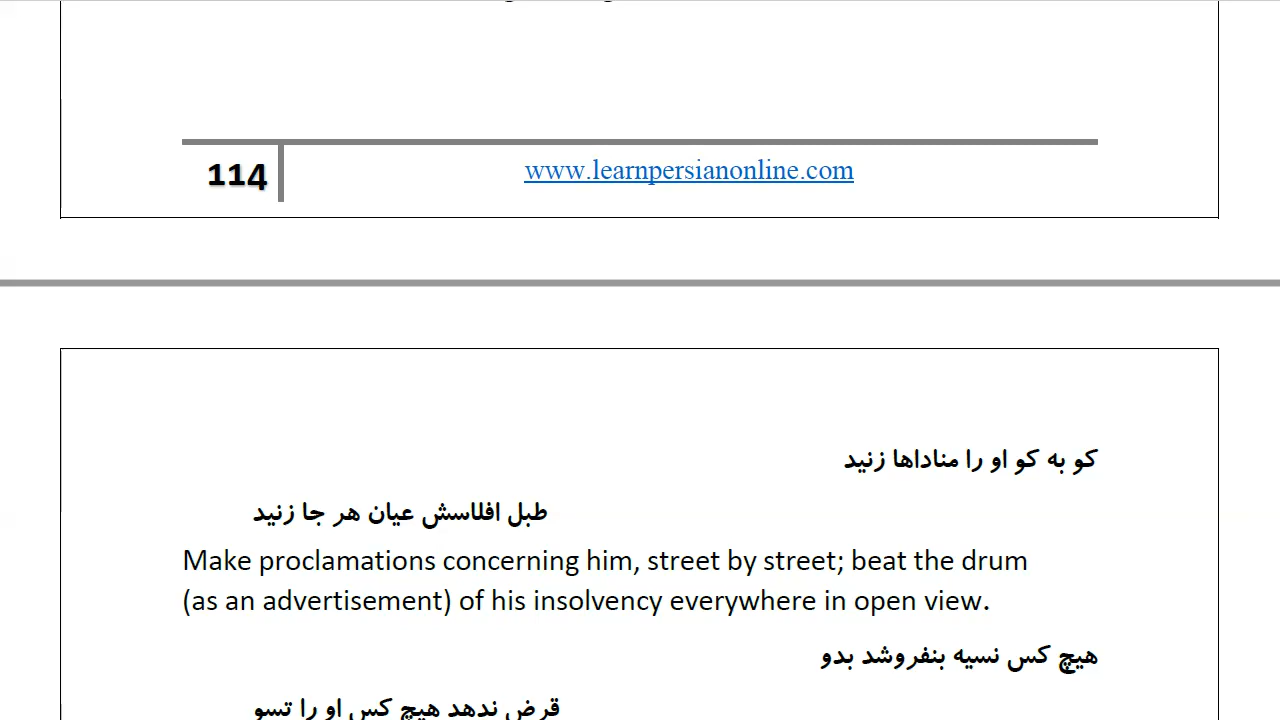 114
www.learnpersianonline.com
کو به کو او را مناداها زنید
طبل افلاسش عیان هر جا زنید
Make proclamations concerning him, street by street; beat the drum
(as an advertisement) of his insolvency everywhere in open view.
هیچ کس نسیه بنفروشد بدو
قرض ندهد هیچ کس او را تسو